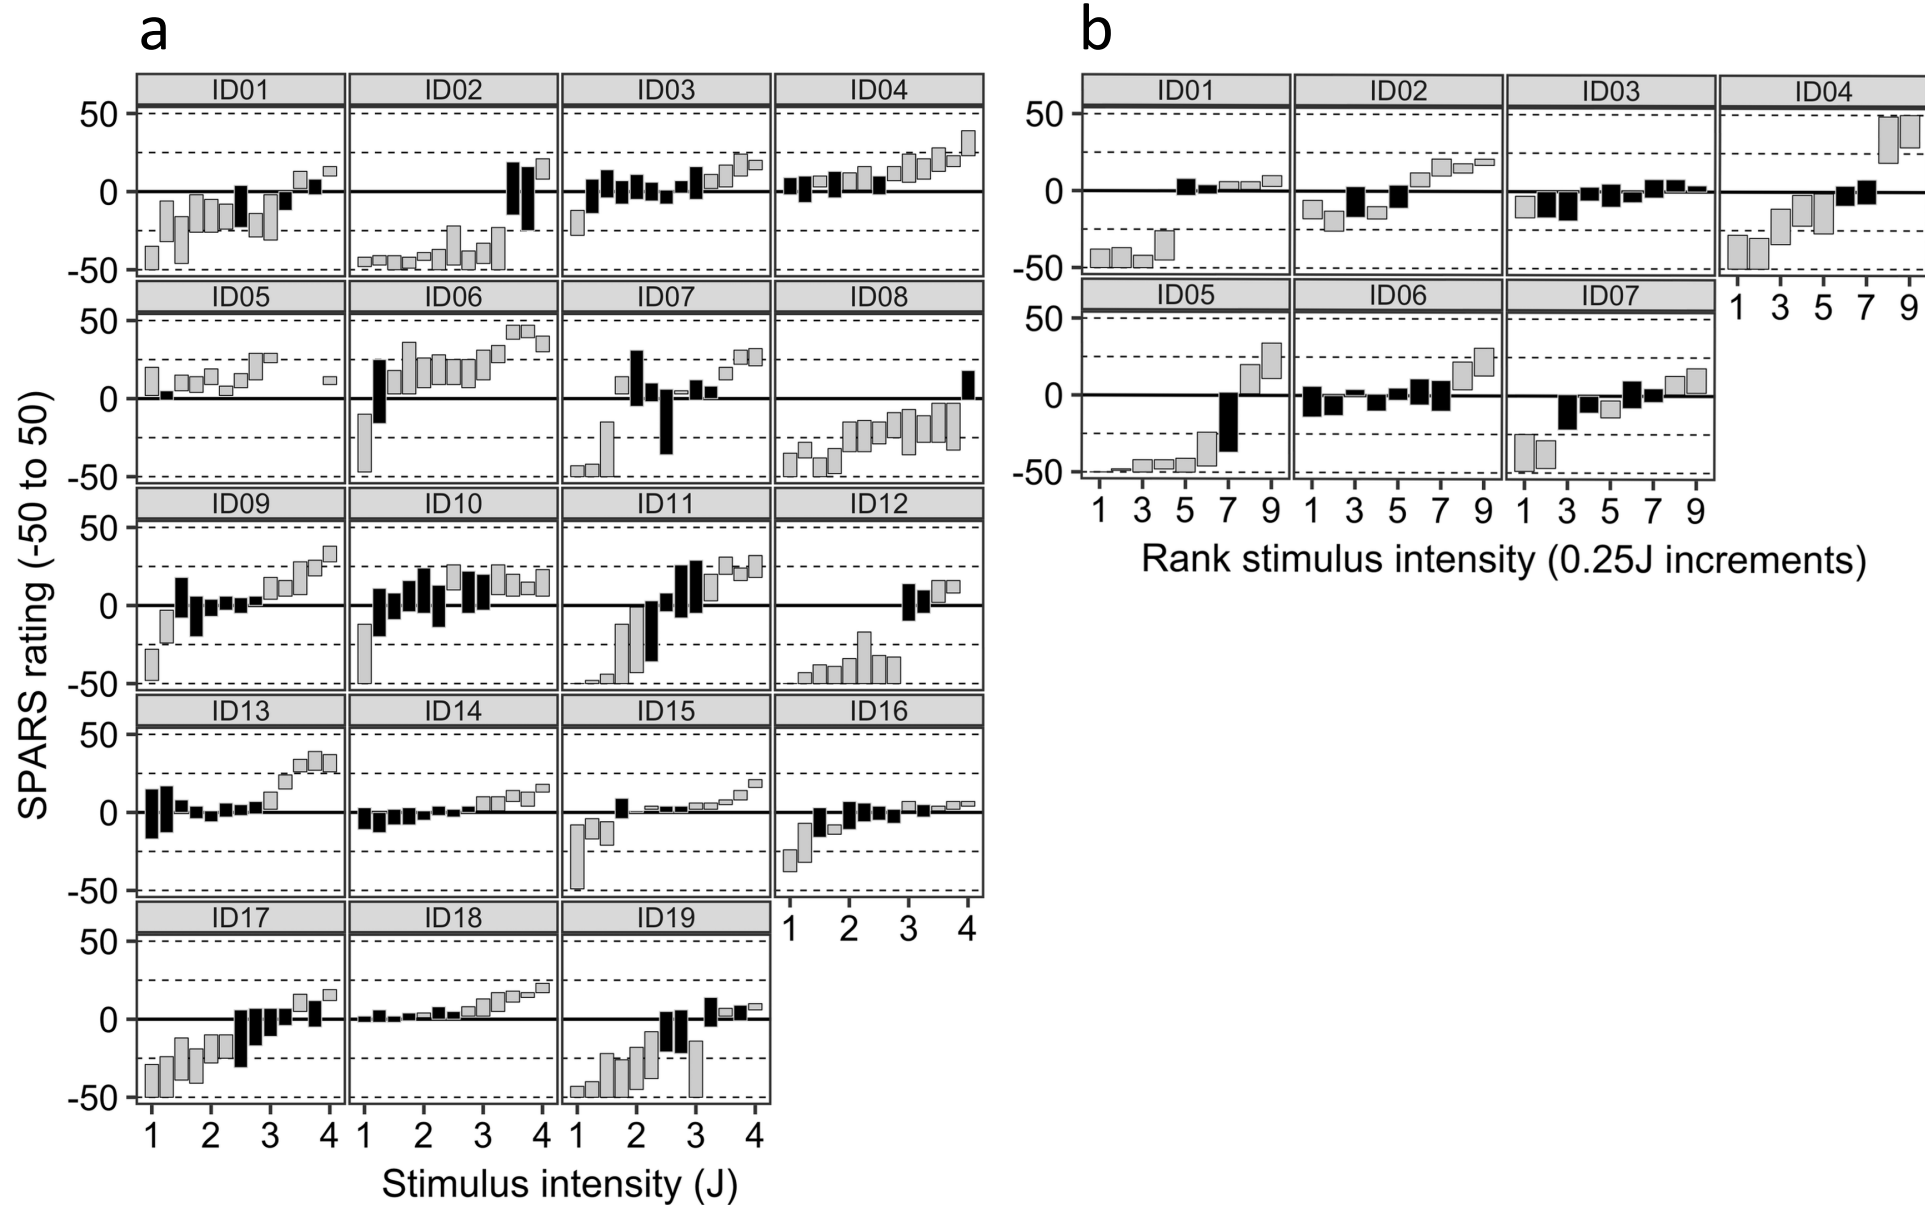 a
b
ID01 ID02 ID03 ID04
50
0
-50
ID05 ID06 ID07 ID08
50
0
-50
ID09 ID10 ID11 ID12
50
0
-50
ID13 ID14 ID15 ID16
50
0
-50
1 2 3 4
ID17 ID18 ID19
50
0
-50
1 2 3 4 1 2 3 4 1 2 3 4
Stimulus intensity (J)
SPARS rating (-50 to 50)
ID01 ID02 ID03 ID04
50
0
-50
1 3 5 7 9
ID05 ID06 ID07
50
0
-50
1 3 5 7 9 1 3 5 7 9 1 3 5 7 9
Rank stimulus intensity (0.25J increments)